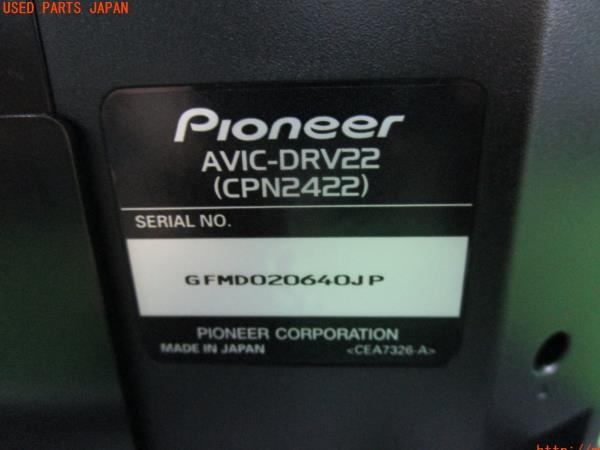 USED PARTS JAPAN
Pioneer
AVIC-DRV22
(CPN2422)
SERIAL NO.
GFMD020640JP
PIONEER CORPORATION
MADE IN JAPAN <CEA7326-A>